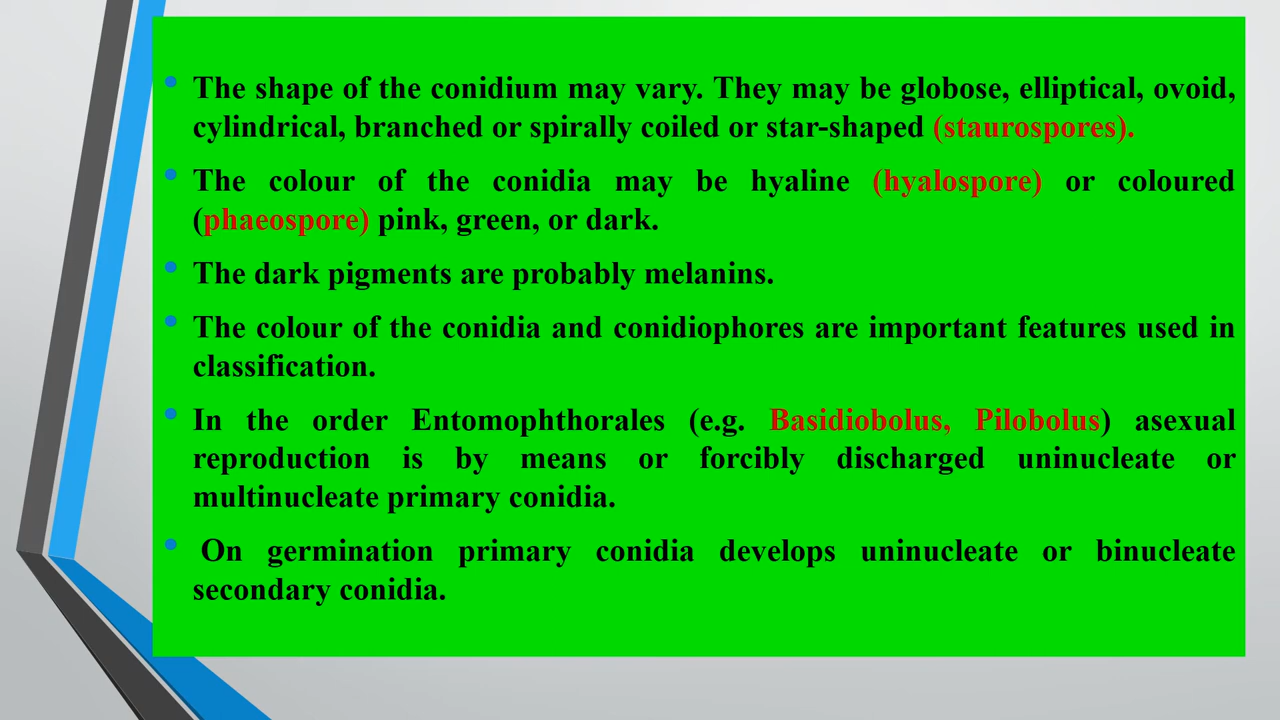 The shape of the conidium may vary. They may be globose, elliptical, ovoid,
cylindrical, branched or spirally coiled or star-shaped (staurospores).
The colour of the conidia may be hyaline (hyalospore) or coloured
(phaeospore) pink, green, or dark.
The dark pigments are probably melanins.
The colour of the conidia and conidiophores are important features used in
classification.
In the order Entomophthorales (e.g. Basidiobolus, Pilobolus) asexual
reproduction is by means or forcibly discharged uninucleate or
multinucleate primary conidia.
On germination primary conidia develops uninucleate or binucleate
secondary conidia.